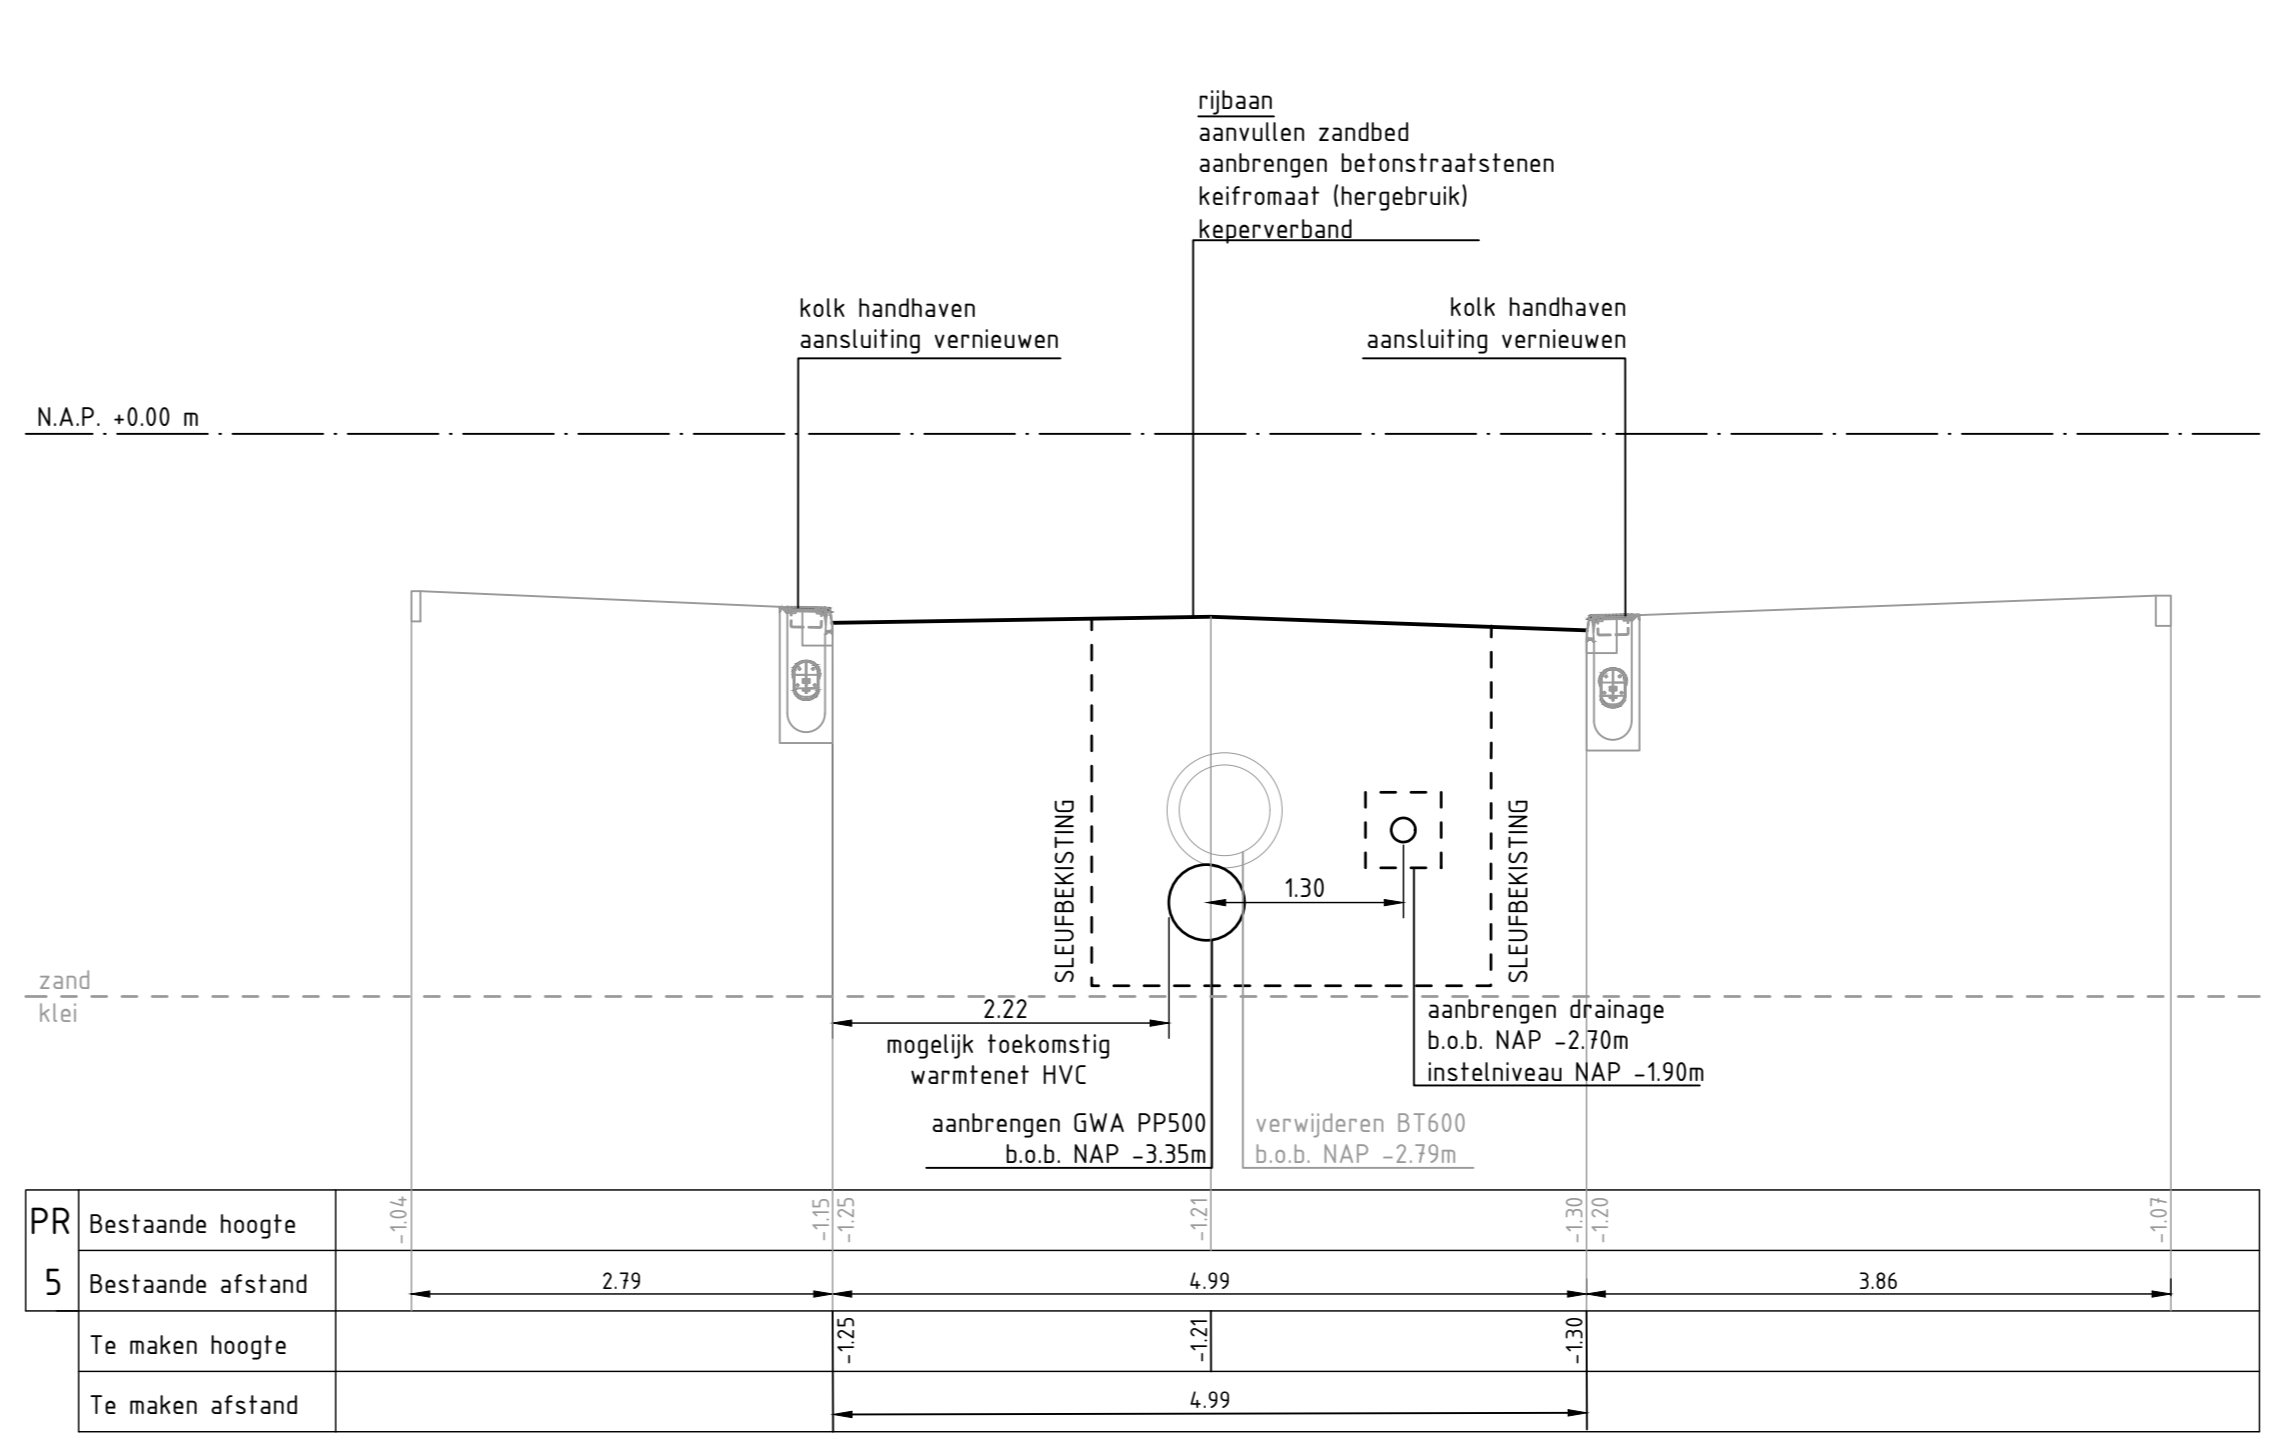 rijbaan
aanvullen zandbed
aanbrengen betonstraatstenen
keifromaat (hergebruik)
keperverband
kolk handhaven
aansluiting vernieuwen
kolk handhaven
aansluiting vernieuwen
N.A.P. +0.00 m
SLEUFBEKISTING
SLEUFBEKISTING
1.30
zand
klei
2.22
mogelijk toekomstig
warmtenet HVC
aanbrengen drainage
b.o.b. NAP -2.70m
instelniveau NAP -1.90m
aanbrengen GWA PP500
b.o.b. NAP -3.35m
verwijderen BT600
b.o.b. NAP -2.79m
PR
5
Bestaande hoogte
-1.04
-1.15
-1.25
-1.21
-1.30
-1.20
-1.07
Bestaande afstand
2.79
4.99
3.86
Te maken hoogte
-1.25
-1.21
-1.30
Te maken afstand
4.99